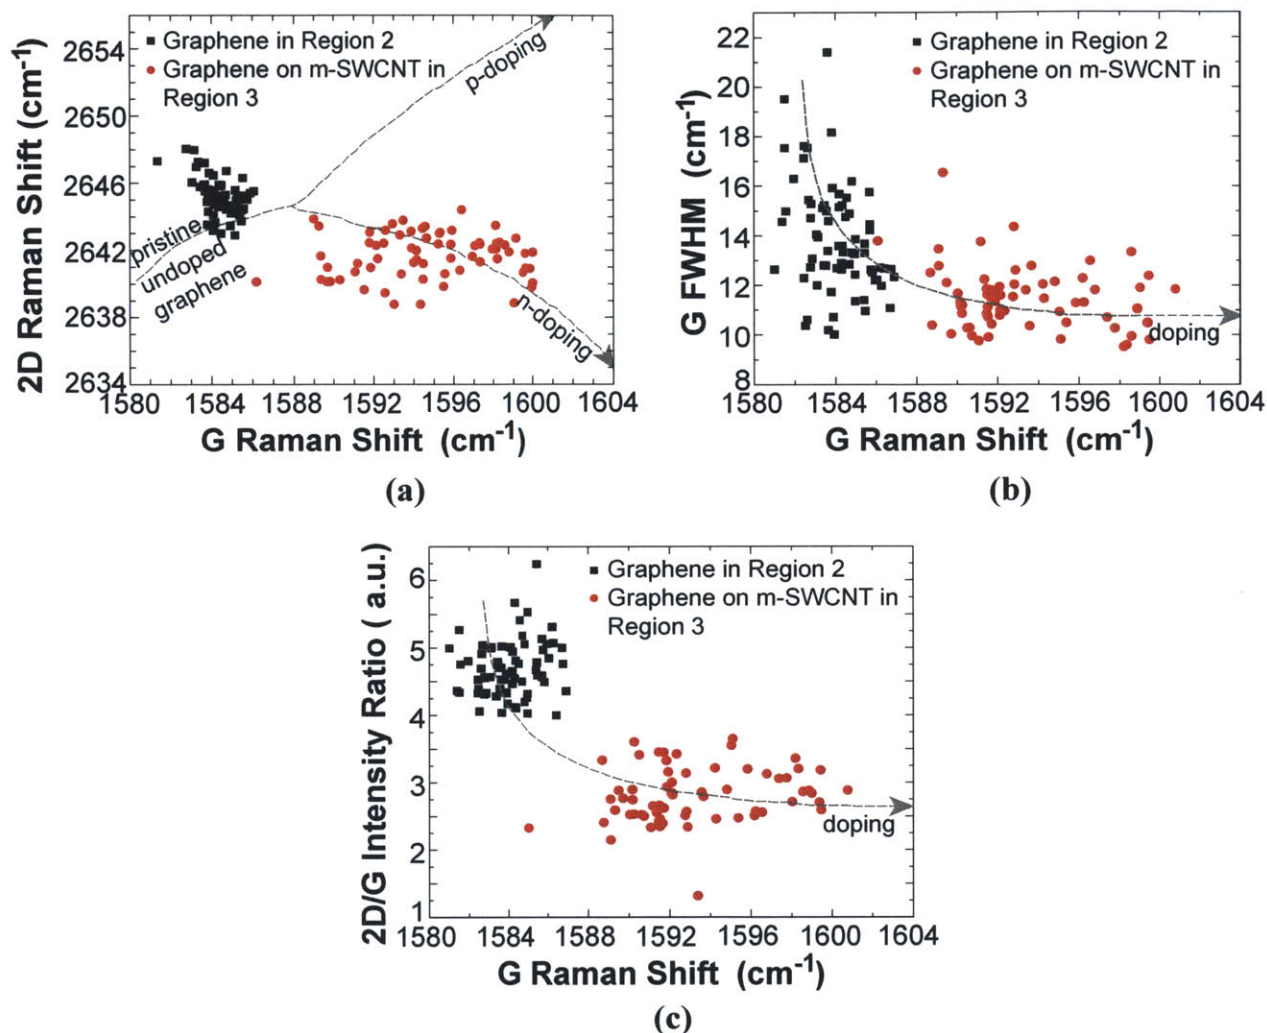 2D Raman Shift (cm-1)
2654
2650
2646
2642
2638
2634
■ Graphene in Region 2
● Graphene on m-SWCNT in
Region 3
p-doping
pristine
undoped
graphene
n-doping
1580 1584 1588 1592 1596 1600 1604
G Raman Shift (cm-1)
(a)
G FWHM (cm-1)
22
20
18
16
14
12
10
8
■ Graphene in Region 2
● Graphene on m-SWCNT in
Region 3
doping
1580 1584 1588 1592 1596 1600 1604
G Raman Shift (cm-1)
(b)
2D/G Intensity Ratio ( a.u.)
6
5
4
3
2
1
■ Graphene in Region 2
● Graphene on m-SWCNT in
Region 3
doping
1580 1584 1588 1592 1596 1600 1604
G Raman Shift (cm-1)
(c)